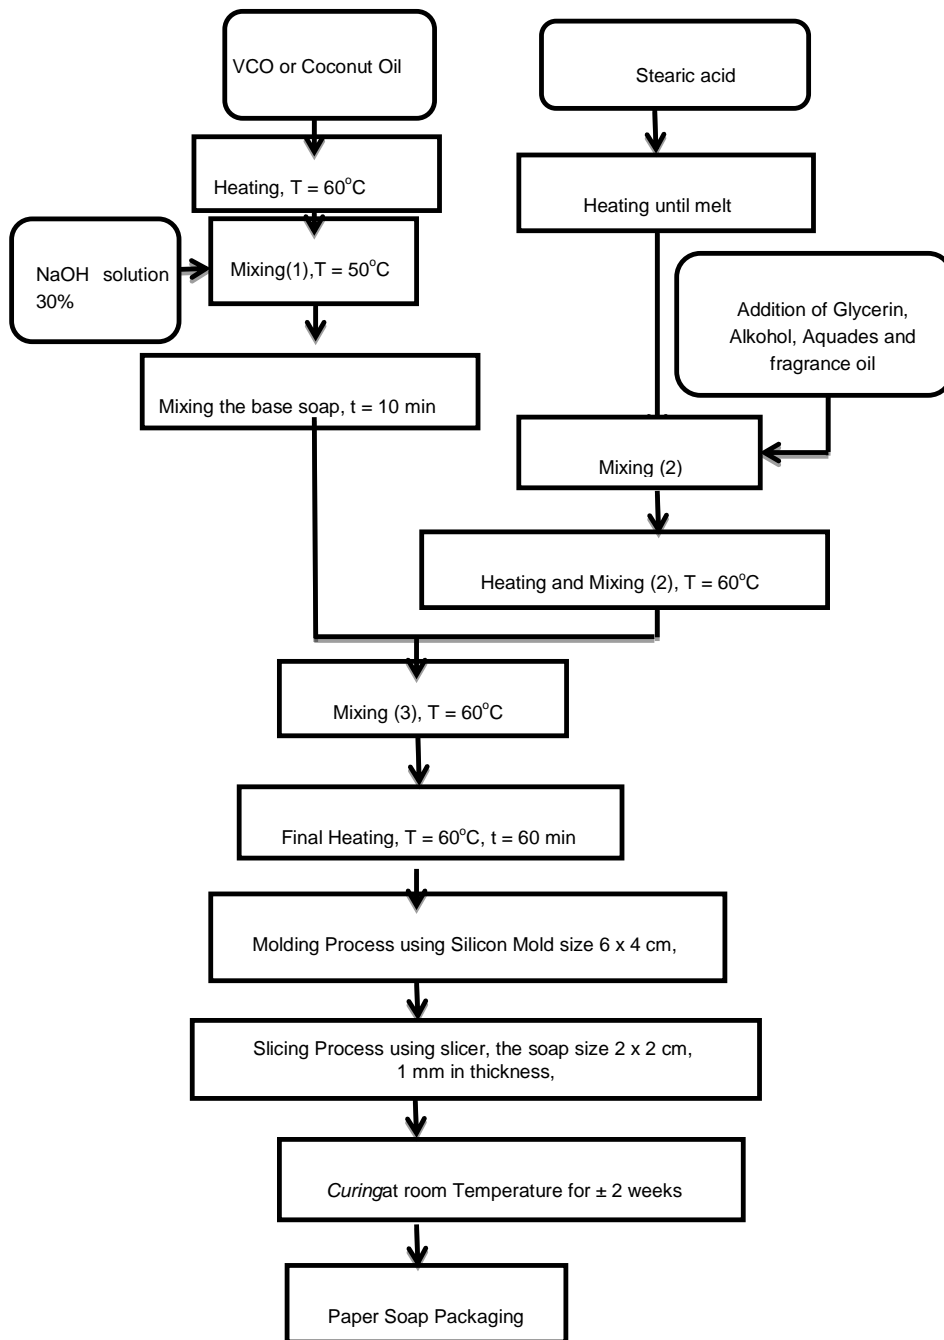 VCO or Coconut Oil
Stearic acid
Heating, T = 60°C
Heating until melt
NaOH solution
30%
Mixing(1),T = 50°C
Addition of Glycerin,
Alkohol, Aquades and
fragrance oil
Mixing the base soap, t = 10 min
Mixing (2)
Heating and Mixing (2), T = 60°C
Mixing (3), T = 60°C
Final Heating, T = 60°C, t = 60 min
Molding Process using Silicon Mold size 6 x 4 cm,
Slicing Process using slicer, the soap size 2 x 2 cm,
1 mm in thickness,
Curingat room Temperature for ± 2 weeks
Paper Soap Packaging